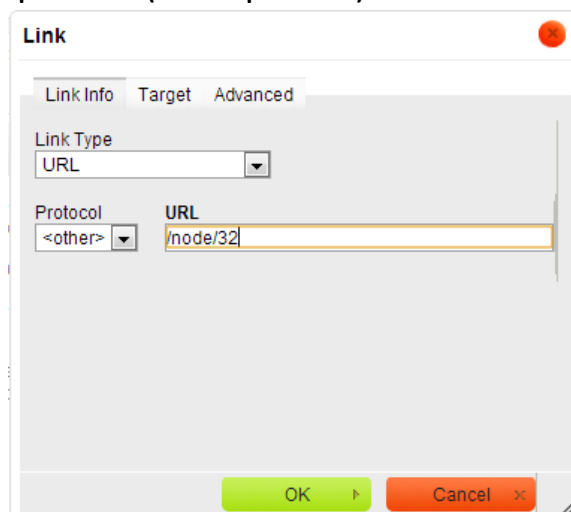 Link
Link Info Target Advanced
Link Type
URL
Protocol URL
<other> /node/32
OK Cancel